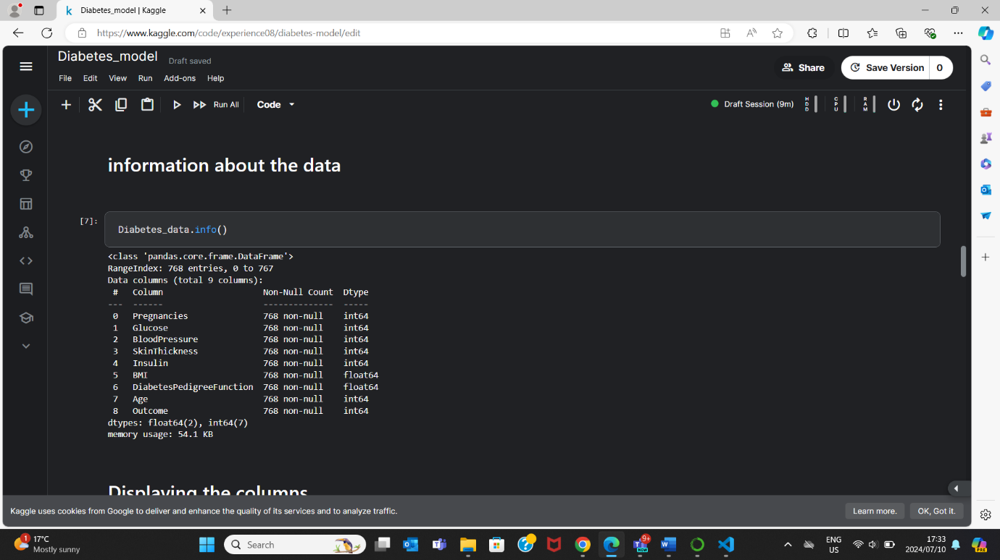 Diabetes_model | Kaggle
https://www.kaggle.com/code/experience08/diabetes-model/edit
Diabetes_model Draft saved
File Edit View Run Add-ons Help
Share
Save Version 0
Run All Code
Draft Session (9m) HDD CPU RAM
information about the data
[7]:
Diabetes_data.info()
<class 'pandas.core.frame.DataFrame'>
RangeIndex: 768 entries, 0 to 767
Data columns (total 9 columns):
 #   Column                    Non-Null Count  Dtype
---  ------                    --------------  -----
 0   Pregnancies               768 non-null    int64
 1   Glucose                   768 non-null    int64
 2   BloodPressure             768 non-null    int64
 3   SkinThickness             768 non-null    int64
 4   Insulin                   768 non-null    int64
 5   BMI                       768 non-null    float64
 6   DiabetesPedigreeFunction  768 non-null    float64
 7   Age                       768 non-null    int64
 8   Outcome                   768 non-null    int64
dtypes: float64(2), int64(7)
memory usage: 54.1 KB
Displaying the columns
Kaggle uses cookies from Google to deliver and enhance the quality of its services and to analyze traffic.
Learn more. OK, Got it.
1
17°C
Mostly sunny
Search
9+
NEW
ENG
US
17:33
2024/07/10
PRE